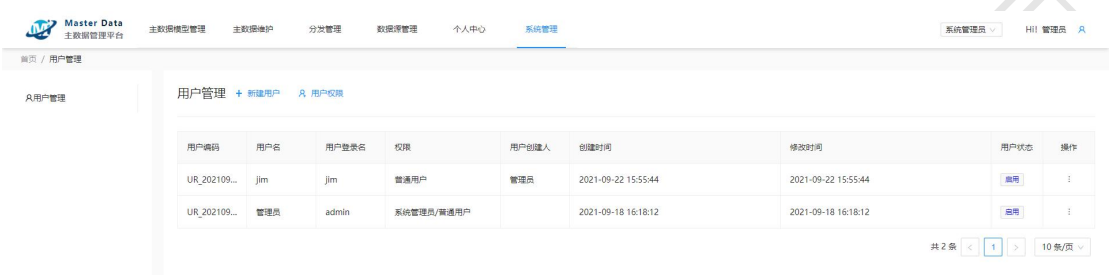 Master Data
主数据管理平台
主数据模型管理 主数据维护 分发管理 数据源管理 个人中心 系统管理 系统管理员 Hi! 管理员
首页 / 用户管理
用户管理
用户管理 + 新建用户 用户权限
用户编码 用户名 用户登录名 权限 用户创建人 创建时间 修改时间 用户状态 操作
UR_202109... jim jim 普通用户 管理员 2021-09-22 15:55:44 2021-09-22 15:55:44 启用
UR_202109... 管理员 admin 系统管理员/普通用户 2021-09-18 16:18:12 2021-09-18 16:18:12 启用
共 2 条 < 1 > 10 条/页